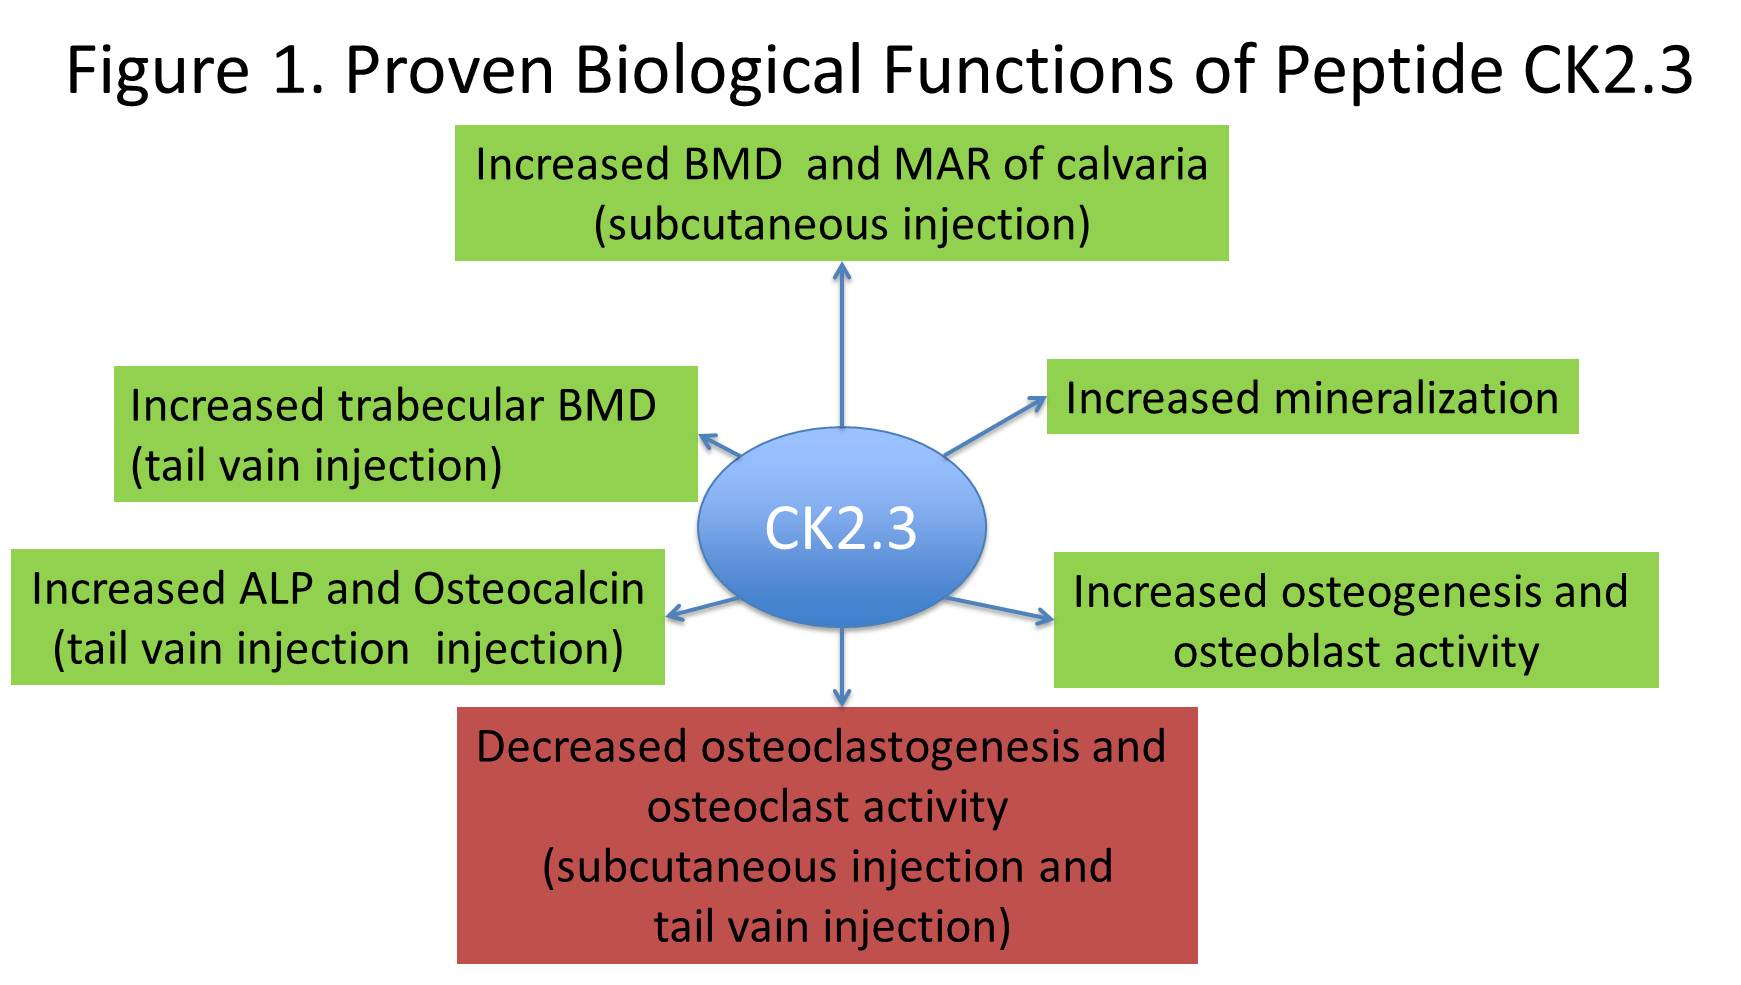 Figure 1. Proven Biological Functions of Peptide CK2.3
Increased BMD  and MAR of calvaria
(subcutaneous injection)
Increased trabecular BMD
(tail vain injection)
Increased mineralization
CK2.3
Increased ALP and Osteocalcin
(tail vain injection  injection)
Increased osteogenesis and
osteoblast activity
Decreased osteoclastogenesis and
osteoclast activity
(subcutaneous injection and
tail vain injection)